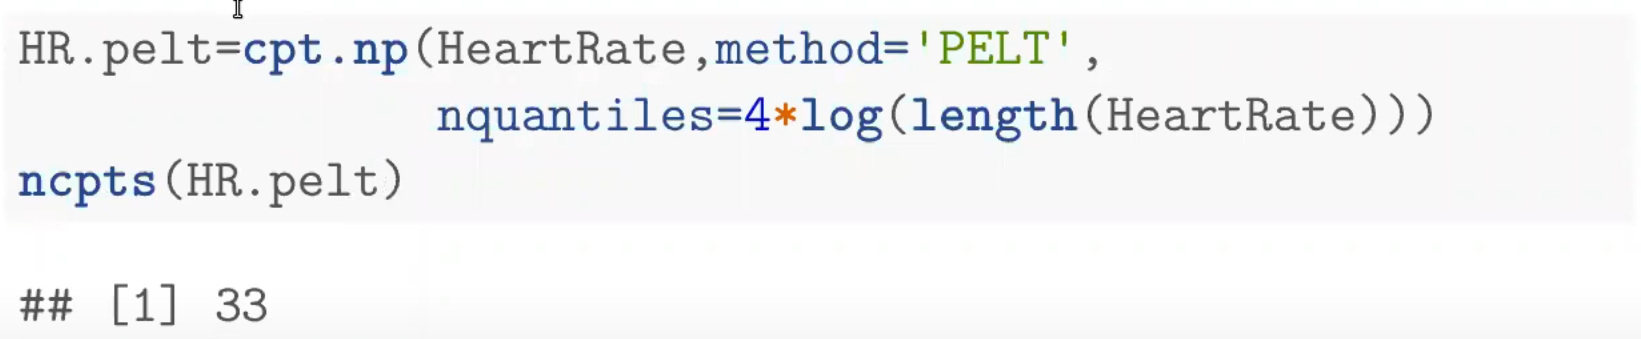 HR.pelt=cpt.np(HeartRate,method='PELT',
nquantiles=4*log(length(HeartRate)))
ncpts(HR.pelt)
## [1] 33